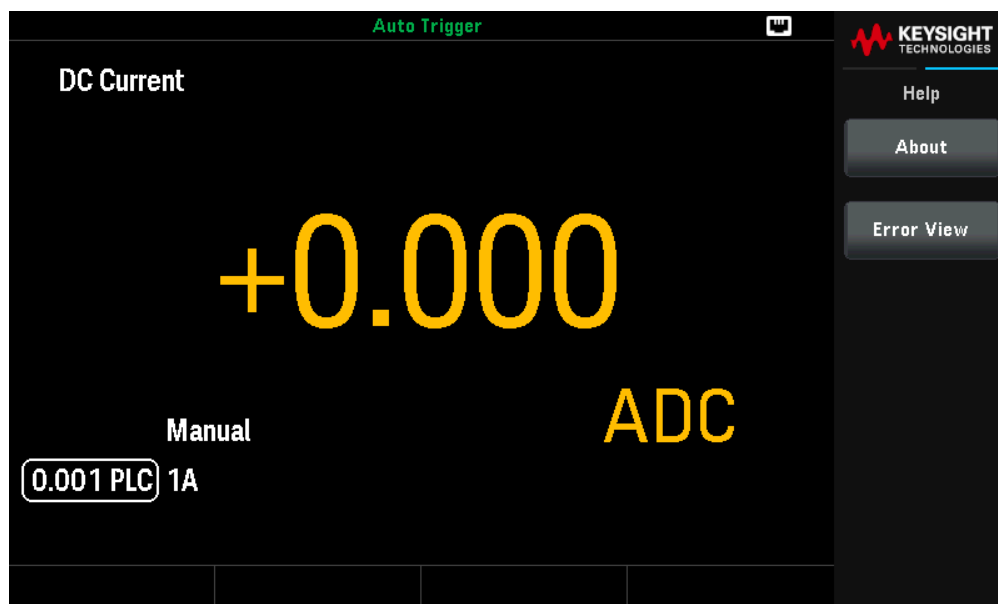 Auto Trigger
KEYSIGHT
TECHNOLOGIES
DC Current
Help
About
Error View
+0.000
ADC
Manual
0.001 PLC 1A